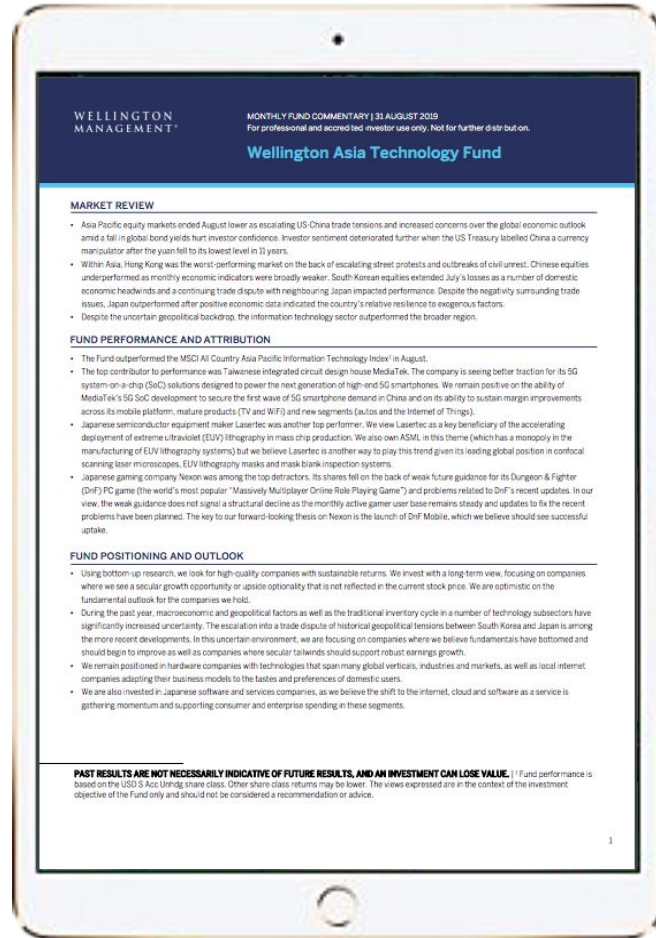 WELLINGTON
MANAGEMENT®
MONTHLY FUND COMMENTARY | 31 AUGUST 2019
For professional and accredited investor use only. Not for further distribution.
Wellington Asia Technology Fund
MARKET REVIEW
• Asia Pacific equity markets ended August lower as escalating US-China trade tensions and increased concerns over the global economic outlook
amid a fall in global bond yields hurt investor confidence. Investor sentiment deteriorated further when the US Treasury labelled China a currency
manipulator after the yuan fell to its lowest level in 11 years.
• Within Asia, Hong Kong was the worst-performing market on the back of escalating street protests and outbreaks of civil unrest. Chinese equities
underperformed as monthly economic indicators were broadly weaker. South Korean equities extended July's losses as a number of domestic
economic headwinds and a continuing trade dispute with neighbouring Japan impacted performance. Despite the negativity surrounding trade
issues, Japan outperformed after positive economic data indicated the country's relative resilience to exogenous factors.
• Despite the uncertain geopolitical backdrop, the information technology sector outperformed the broader region.
FUND PERFORMANCE AND ATTRIBUTION
• The Fund outperformed the MSCI All Country Asia Pacific Information Technology Index¹ in August.
• The top contributor to performance was Taiwanese integrated circuit design house MediaTek. The company is seeing better traction for its 5G
system-on-a-chip (SoC) solutions designed to power the next generation of high-end 5G smartphones. We remain positive on the ability of
MediaTek's 5G SoC development to secure the first wave of 5G smartphone demand in China and on its ability to sustain margin improvements
across its mobile platform, mature products (TV and WiFi) and new segments (autos and the Internet of Things).
• Japanese semiconductor equipment maker Lasertec was another top performer. We view Lasertec as a key beneficiary of the accelerating
deployment of extreme ultraviolet (EUV) lithography in mass chip production. We also own ASML in this theme (which has a monopoly in the
manufacturing of EUV lithography systems) but we believe Lasertec is another way to play this trend given its leading global position in confocal
scanning laser microscopes, EUV lithography masks and mask blank inspection systems.
• Japanese gaming company Nexon was among the top detractors. Its shares fell on the back of weak future guidance for its Dungeon & Fighter
(DnF) PC game (the world's most popular "Massively Multiplayer Online Role Playing Game") and problems related to DnF's recent updates. In our
view, the weak guidance does not signal a structural decline as the monthly active gamer user base remains steady and updates to fix the recent
problems have been planned. The key to our forward-looking thesis on Nexon is the launch of DnF Mobile, which we believe should see successful
uptake.
FUND POSITIONING AND OUTLOOK
• Using bottom-up research, we look for high-quality companies with sustainable returns. We invest with a long-term view, focusing on companies
where we see a secular growth opportunity or upside optionality that is not reflected in the current stock price. We are optimistic on the
fundamental outlook for the companies we hold.
• During the past year, macroeconomic and geopolitical factors as well as the traditional inventory cycle in a number of technology subsectors have
significantly increased uncertainty. The escalation into a trade dispute of historical geopolitical tensions between South Korea and Japan is among
the more recent developments. In this uncertain environment, we are focusing on companies where we believe fundamentals have bottomed and
should begin to improve as well as companies where secular tailwinds should support robust earnings growth.
• We remain positioned in hardware companies with technologies that span many global verticals, industries and markets, as well as local internet
companies adapting their business models to the tastes and preferences of domestic users.
• We are also invested in Japanese software and services companies, as we believe the shift to the internet, cloud and software as a service is
gathering momentum and supporting consumer and enterprise spending in these segments.
PAST RESULTS ARE NOT NECESSARILY INDICATIVE OF FUTURE RESULTS, AND AN INVESTMENT CAN LOSE VALUE. | ¹ Fund performance is
based on the USD S Acc Unhdg share class. Other share class returns may be lower. The views expressed are in the context of the investment
objective of the Fund only and should not be considered a recommendation or advice.
1